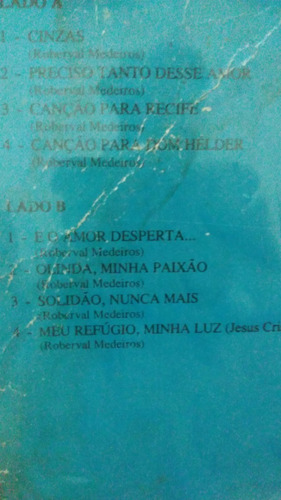 LADO A
1 - CINZAS
(Roberval Medeiros)
2 - PRECISO TANTO DESSE AMOR
(Roberval Medeiros)
3 - CANÇÃO PARA RECIFE
(Roberval Medeiros)
4 - CANÇÃO PARA DOM HELDER
(Roberval Medeiros)
LADO B
1 - E O AMOR DESPERTA...
(Roberval Medeiros)
2 - OLINDA, MINHA PAIXÃO
(Roberval Medeiros)
3 - SOLIDÃO, NUNCA MAIS
(Roberval Medeiros)
4 - MEU REFÚGIO, MINHA LUZ (Jesus Cri
(Roberval Medeiros)